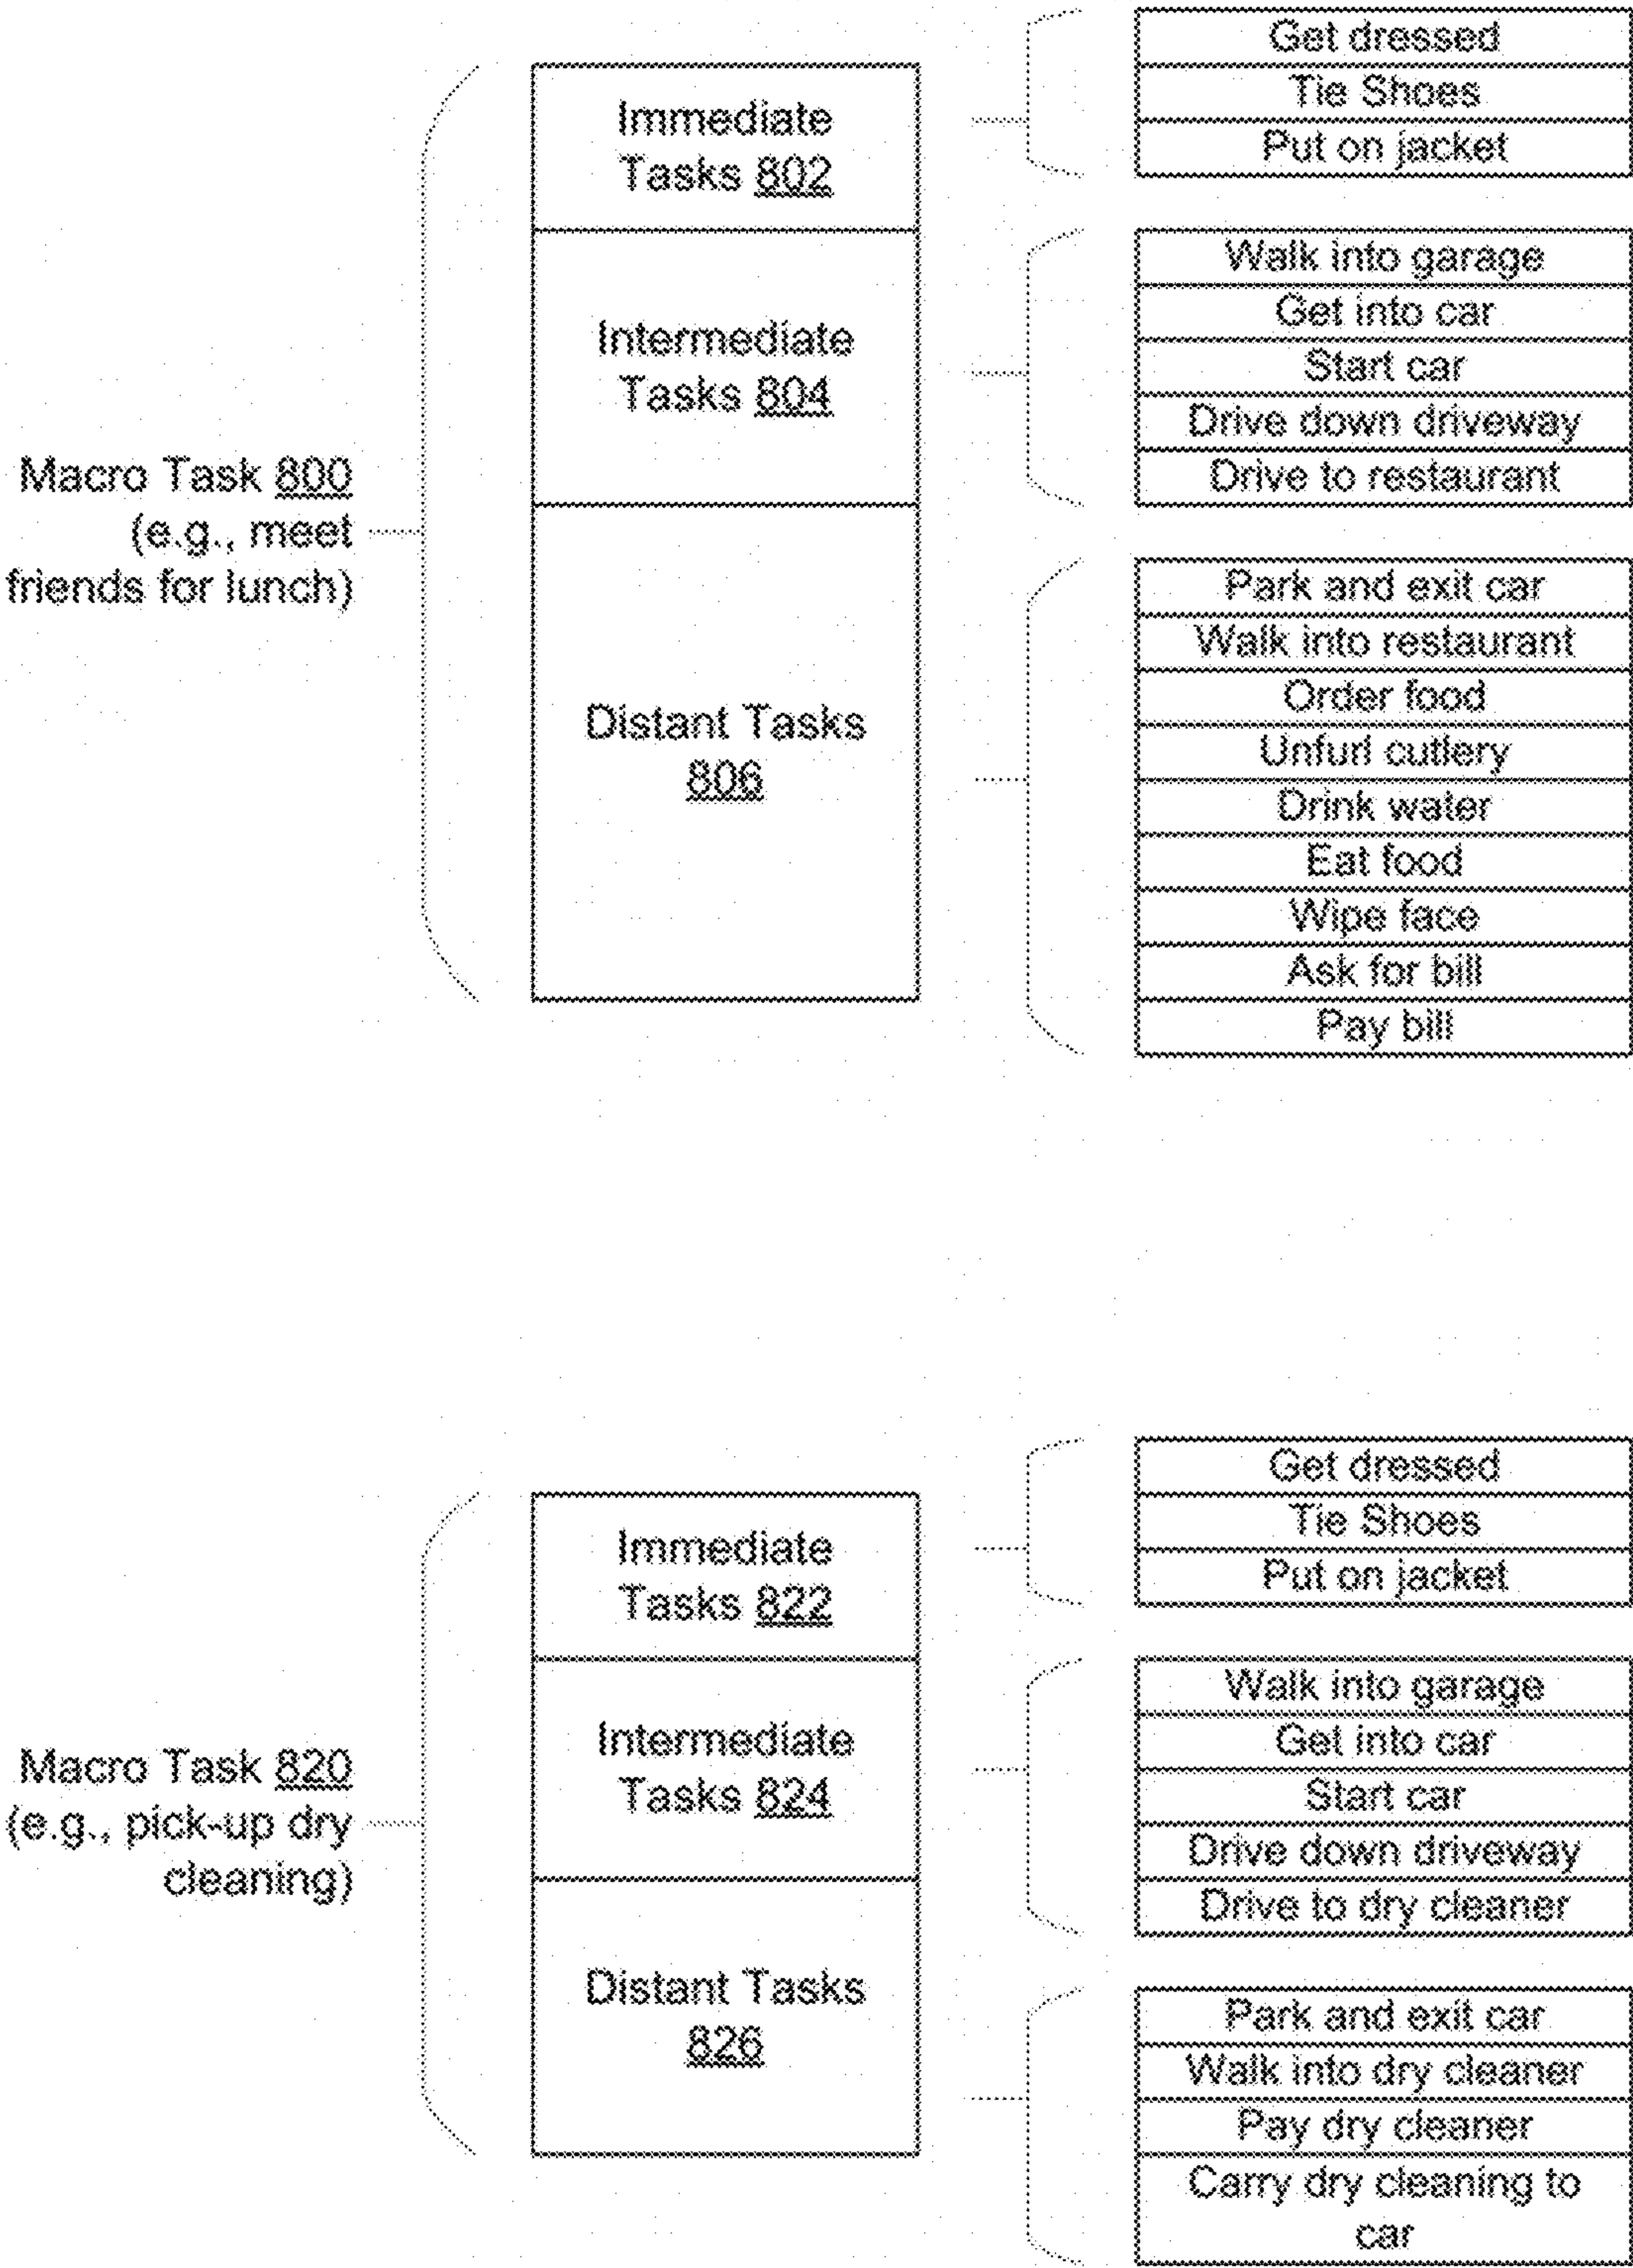 Macro Task 800
(e.g., meet
friends for lunch)
Immediate
Tasks 802
Get dressed
Tie Shoes
Put on jacket
Intermediate
Tasks 804
Walk into garage
Get into car
Start car
Drive down driveway
Drive to restaurant
Distant Tasks
806
Park and exit car
Walk into restaurant
Order food
Unfurl cutlery
Drink water
Eat food
Wipe face
Ask for bill
Pay bill
Macro Task 820
(e.g., pick-up dry
cleaning)
Immediate
Tasks 822
Get dressed
Tie Shoes
Put on jacket
Intermediate
Tasks 824
Walk into garage
Get into car
Start car
Drive down driveway
Drive to dry cleaner
Distant Tasks
826
Park and exit car
Walk into dry cleaner
Pay dry cleaner
Carry dry cleaning to
car